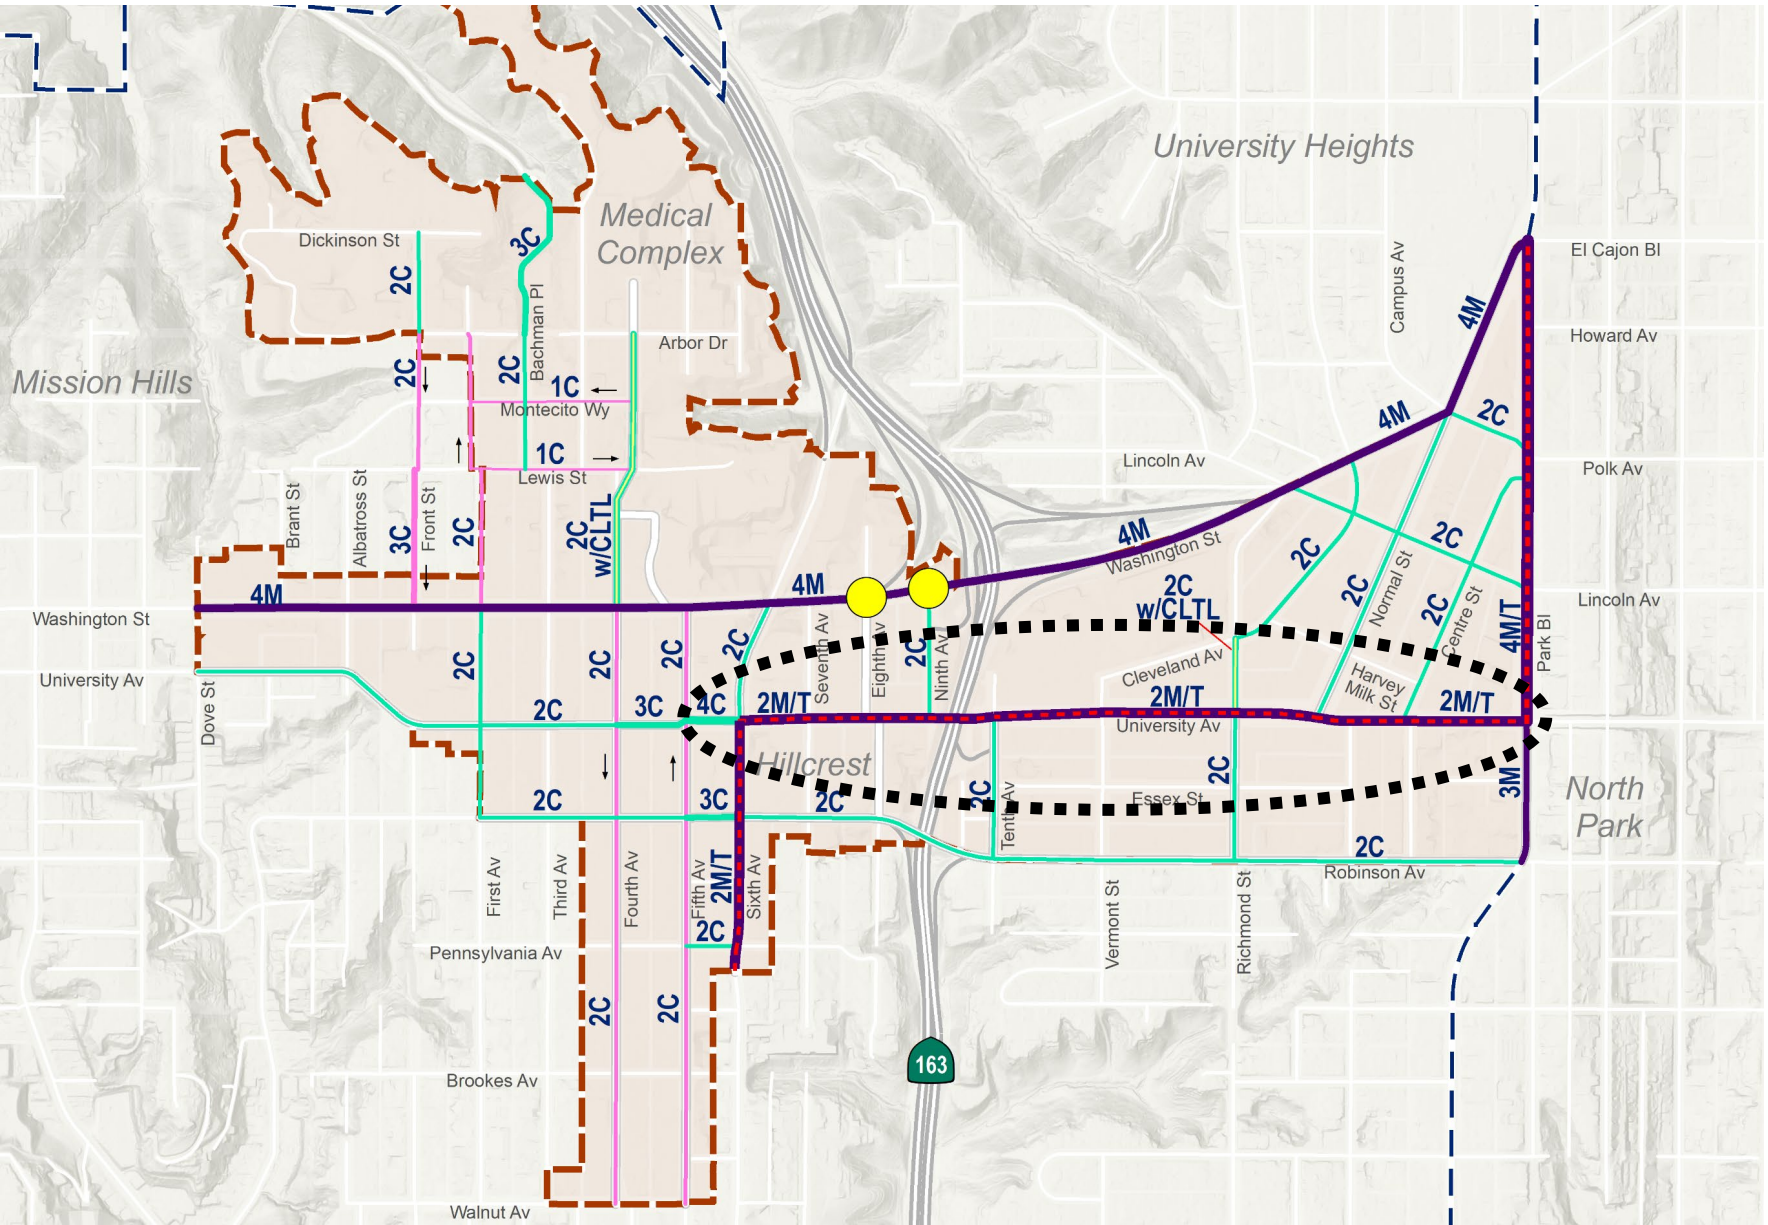 University Heights
Medical
Complex
Dickinson St
3C
Campus Av
El Cajon Bl
2C
Bachman Pl
4M
Howard Av
Arbor Dr
Mission Hills
2C
2C
1C
Montecito Wy
4M
2C
1C
Lewis St
Lincoln Av
Polk Av
Brant St
Albatross St
3C
Front St
2C
2C
w/CLTL
4M
Washington St
2C
2C
4M
4M
2C
w/CLTL
2C
Normal St
2C
Centre St
Lincoln Av
4M/T
Park Bl
Washington St
2C
2C
2C
2C
Seventh Av
Eighth Av
2C
Ninth Av
Cleveland Av
Harvey
Milk St
University Av
Dove St
2C
3C
4C
2M/T
2M/T
2M/T
University Av
Hillcrest
2C
2C
3M
North
Park
2C
3C
2C
Tenth Av
Essex St
2C
Robinson Av
First Av
Third Av
Fourth Av
Fifth Av
2M/T
Sixth Av
Vermont St
Richmond St
2C
Pennsylvania Av
2C
2C
163
Brookes Av
Walnut Av